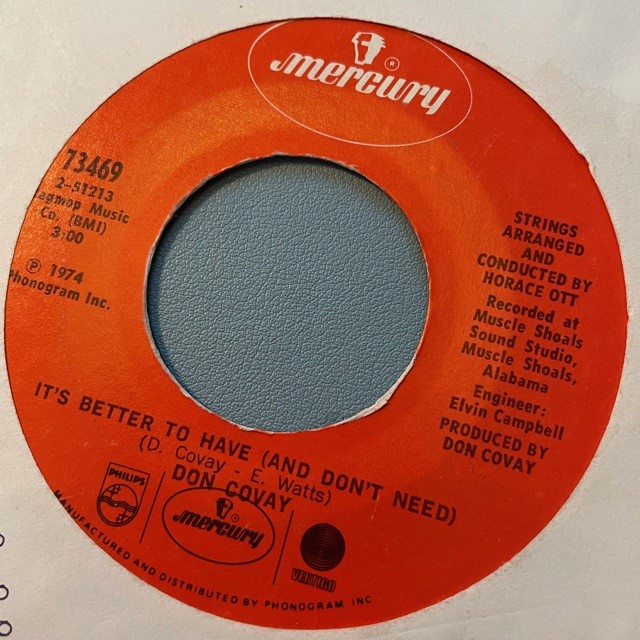 mercury
®
73469
2-51213
agmop Music
Co. (BMI)
3:00
℗ 1974
Phonogram Inc.
STRINGS
ARRANGED
AND
CONDUCTED BY
HORACE OTT
Recorded at
Muscle Shoals
Sound Studio,
Muscle Shoals,
Alabama
Engineer:
Elvin Campbell
PRODUCED BY
DON COVAY
IT'S BETTER TO HAVE (AND DON'T NEED)
(D. Covay - E. Watts)
DON COVAY
PHILIPS
mercury
®
VERTIGO
MANUFACTURED AND DISTRIBUTED BY PHONOGRAM, INC